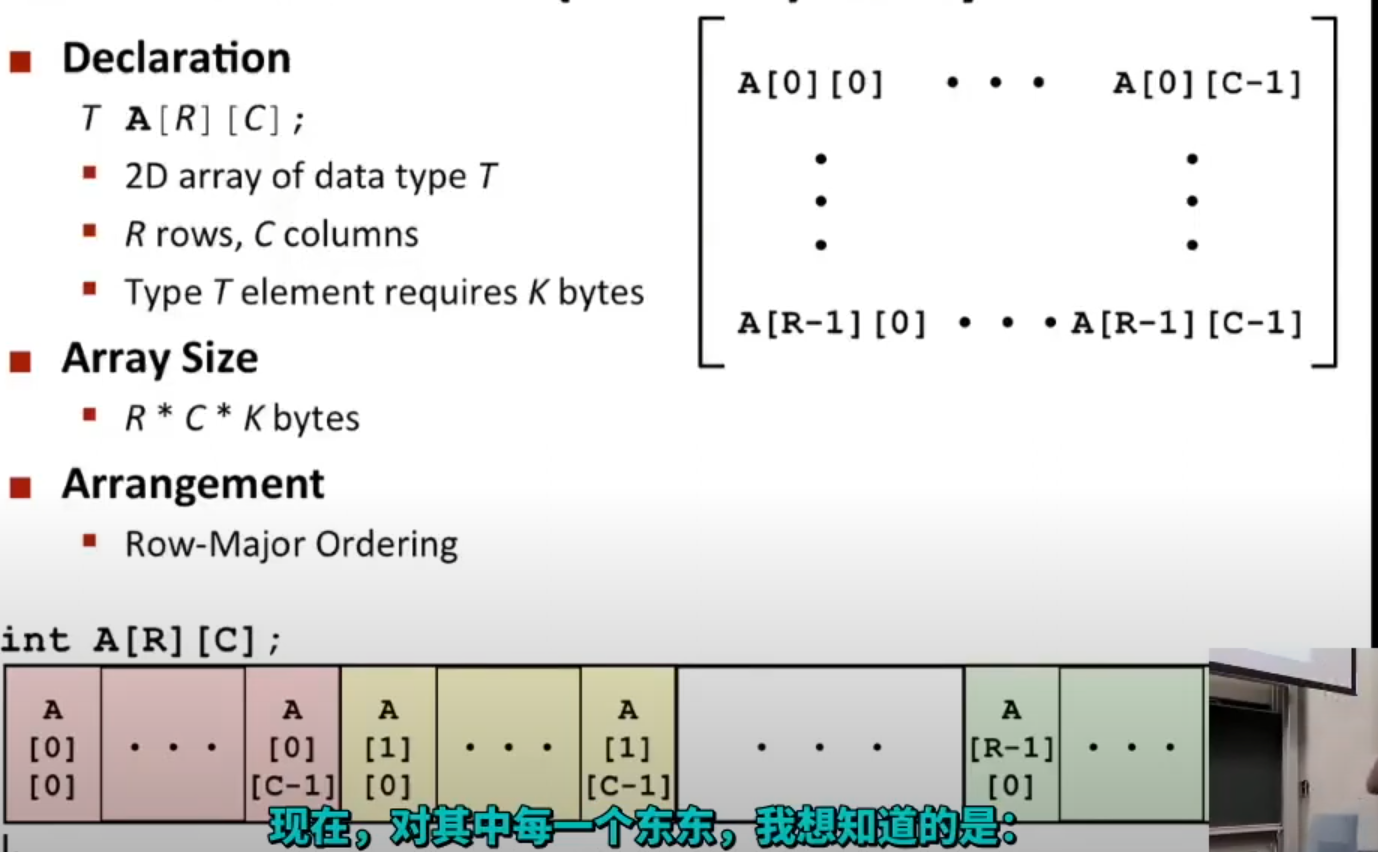 Declaration
T A[R][C];
2D array of data type T
R rows, C columns
Type T element requires K bytes
Array Size
R * C * K bytes
Arrangement
Row-Major Ordering
A[0][0] • • • A[0][C-1]
•
•
•
•
•
•
A[R-1][0] • • • A[R-1][C-1]
int A[R][C];
A A A A A
[0] • • • [0] [1] • • • [1] • • • [R-1] • • •
[0] [C-1] [0] [C-1] [0]
现在，对其中每一个东东，我想知道的是：